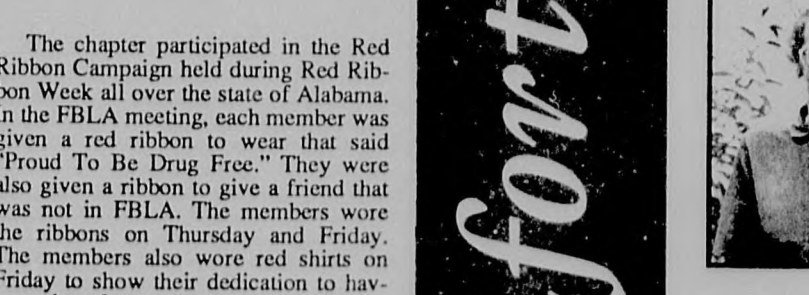 The chapter participated in the Red
Ribbon Campaign held during Red Rib-
bon Week all over the state of Alabama.
In the FBLA meeting, each member was
given a red ribbon to wear that said
"Proud To Be Drug Free." They were
also given a ribbon to give a friend that
was not in FBLA. The members wore
the ribbons on Thursday and Friday.
The members also wore red shirts on
Friday to show their dedication to hav-
fort